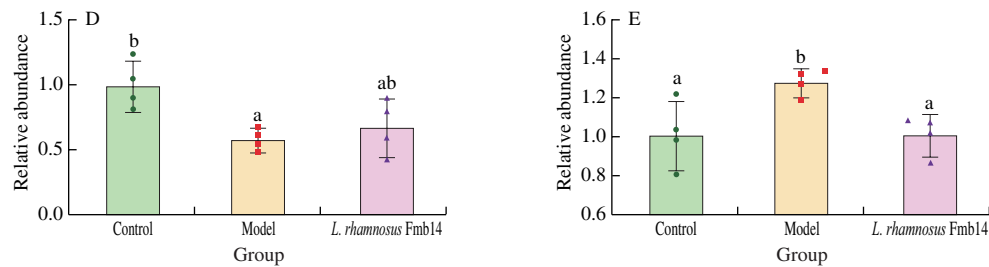 D
Relative abundance
1.5
1.0
0.5
0.0
b
a
ab
Control Model L. rhamnosus Fmb14
Group
E
Relative abundance
1.6
1.4
1.2
1.0
0.8
0.6
a
b
a
Control Model L. rhamnosus Fmb14
Group